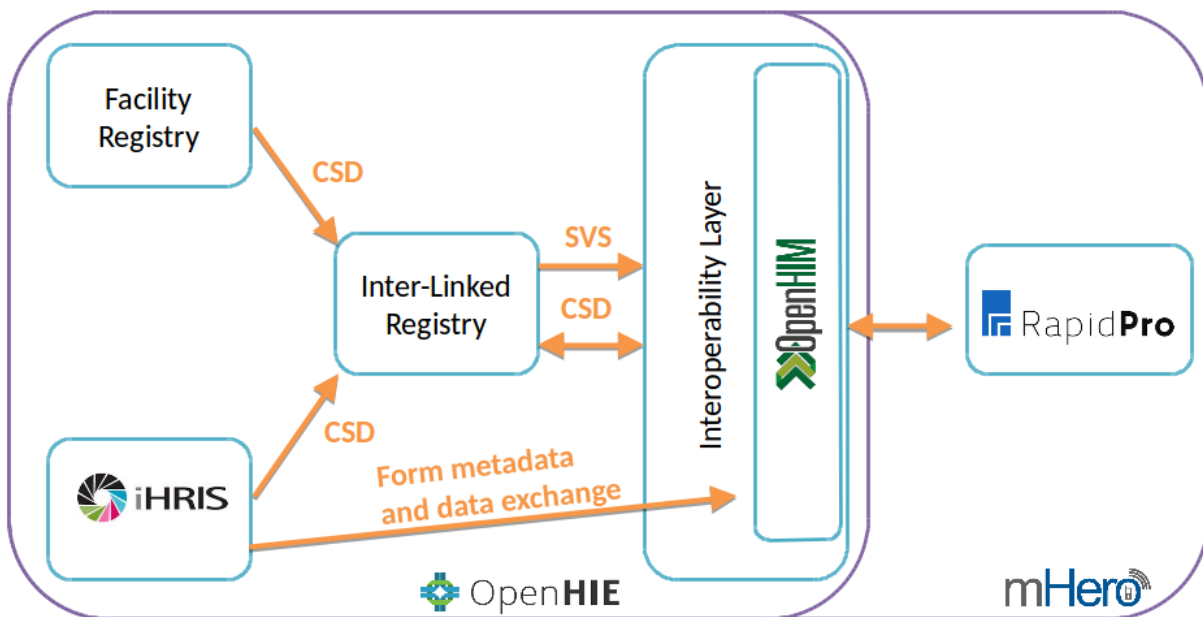 Facility
Registry
CSD
Inter-Linked
Registry
SVS
CSD
CSD
iHRIS
Form metadata
and data exchange
Interoperability Layer
OpenHIM
RapidPro
OpenHIE
mHero